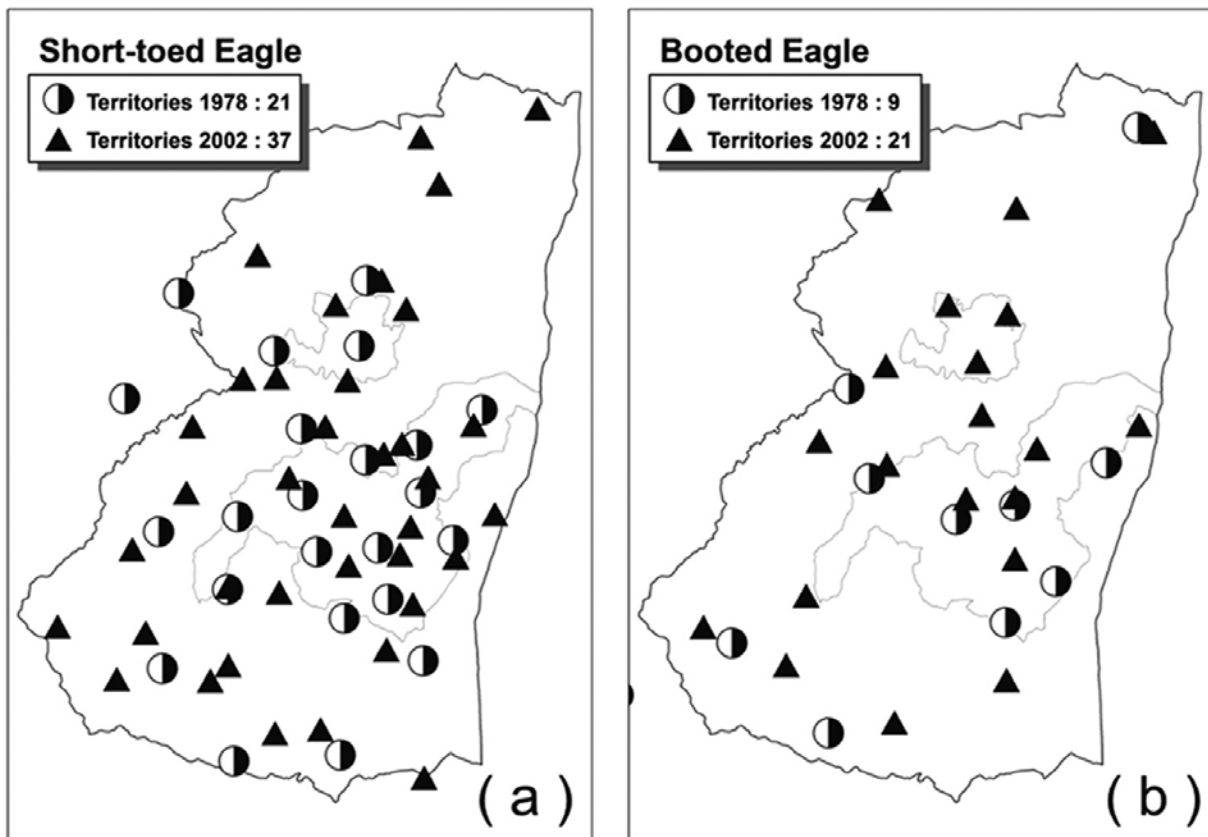 Short-toed Eagle
Territories 1978 : 21
Territories 2002 : 37
( a )
Booted Eagle
Territories 1978 : 9
Territories 2002 : 21
( b )